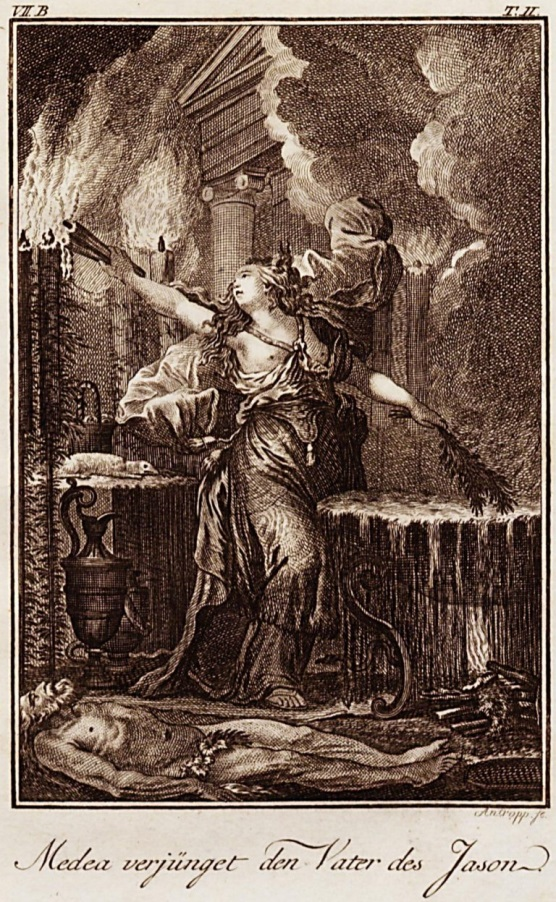 VII. B
T. II.
Medea verjünget den Vater des Jason